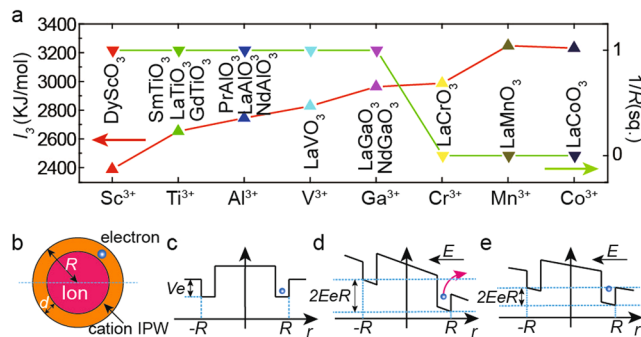 a
I₃ (KJ/mol)
3400
3200
3000
2800
2600
2400
DyScO₃
SmTiO₃
LaTiO₃
GdTiO₃
PrAlO₃
LaAlO₃
NdAlO₃
LaVO₃
LaGaO₃
NdGaO₃
LaCrO₃
LaMnO₃
LaCoO₃
1
0
1/R(sq.)
Sc³⁺ Ti³⁺ Al³⁺ V³⁺ Ga³⁺ Cr³⁺ Mn³⁺ Co³⁺
b
electron
R
Ion
d
cation IPW
c
Ve
-R R r
d
E
2EeR
-R R r
e
E
2EeR
-R R r